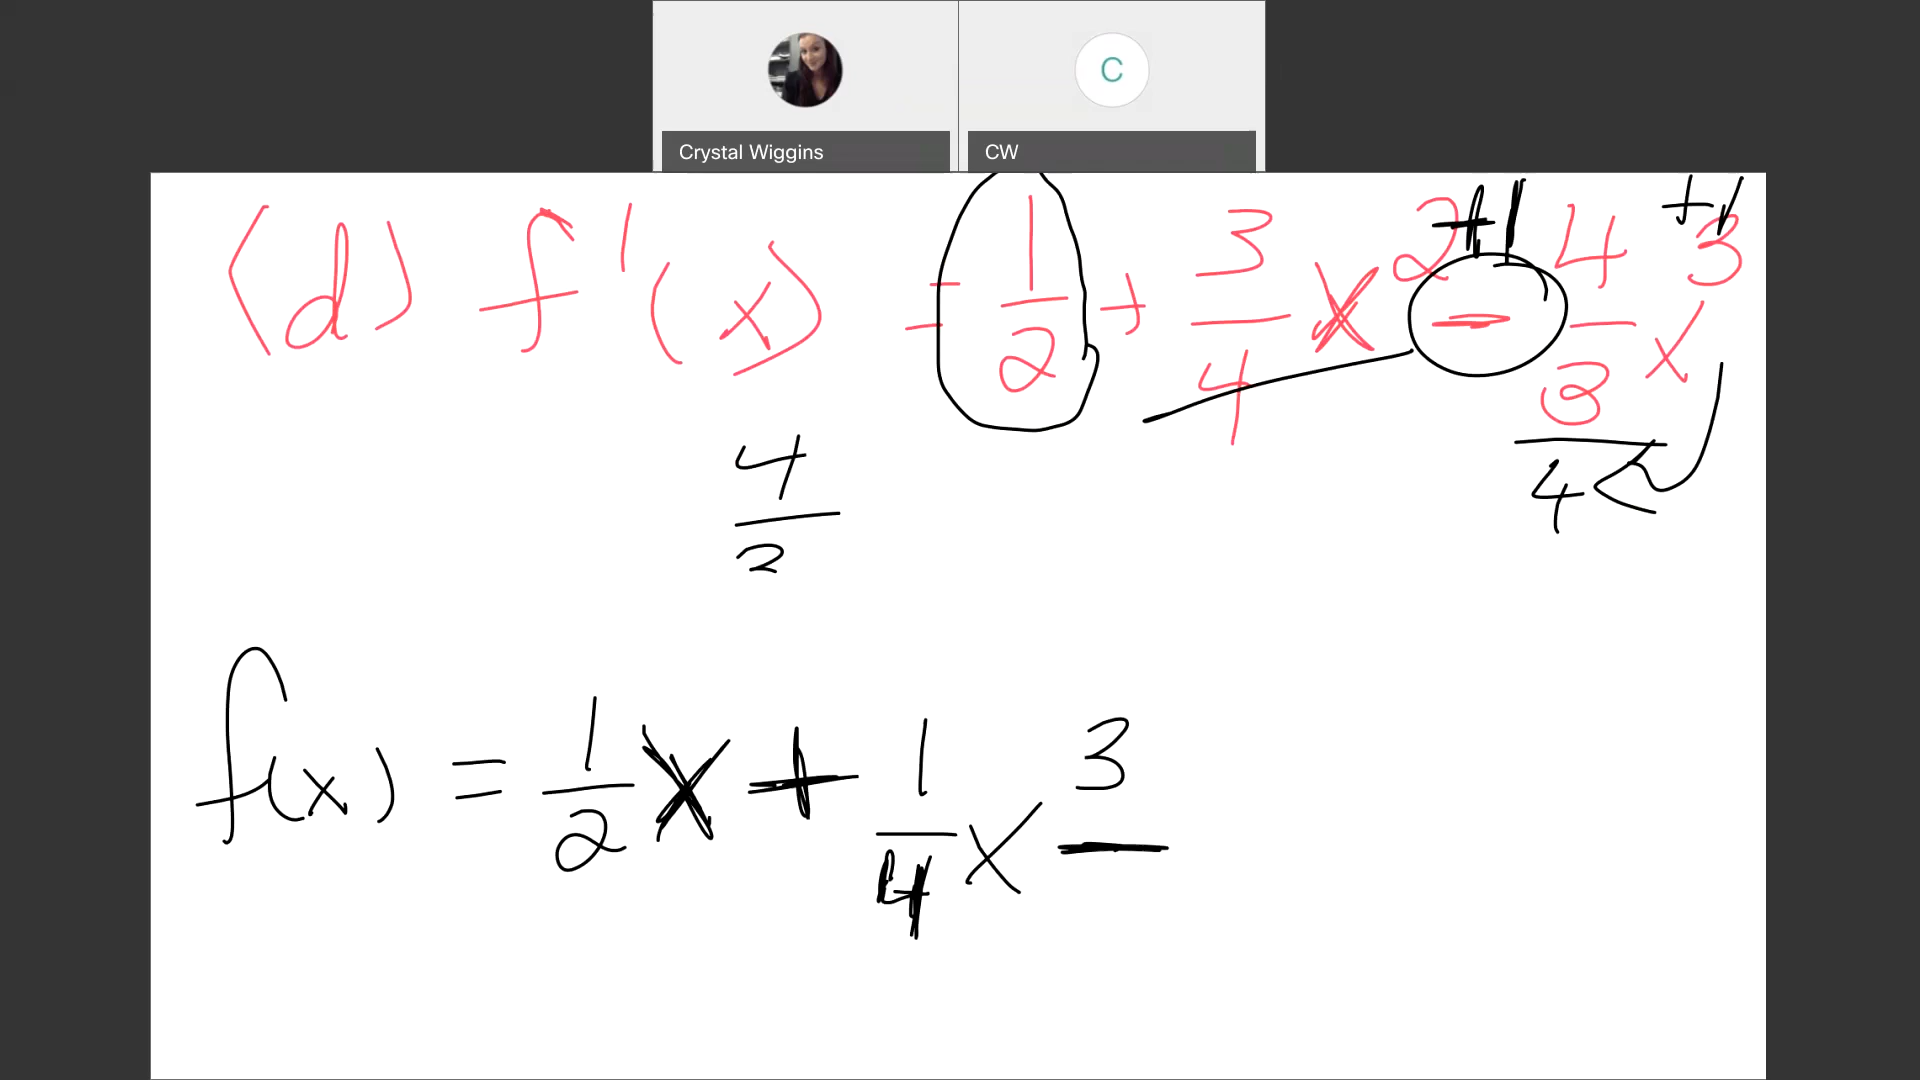 Crystal Wiggins
C
CW
(d) f'(x) = 1/2 + 3/4 x^2 - 4/3 x^3
+1 +1
4
4/2
f(x) = 1/2 x + 1/4 x^3 -